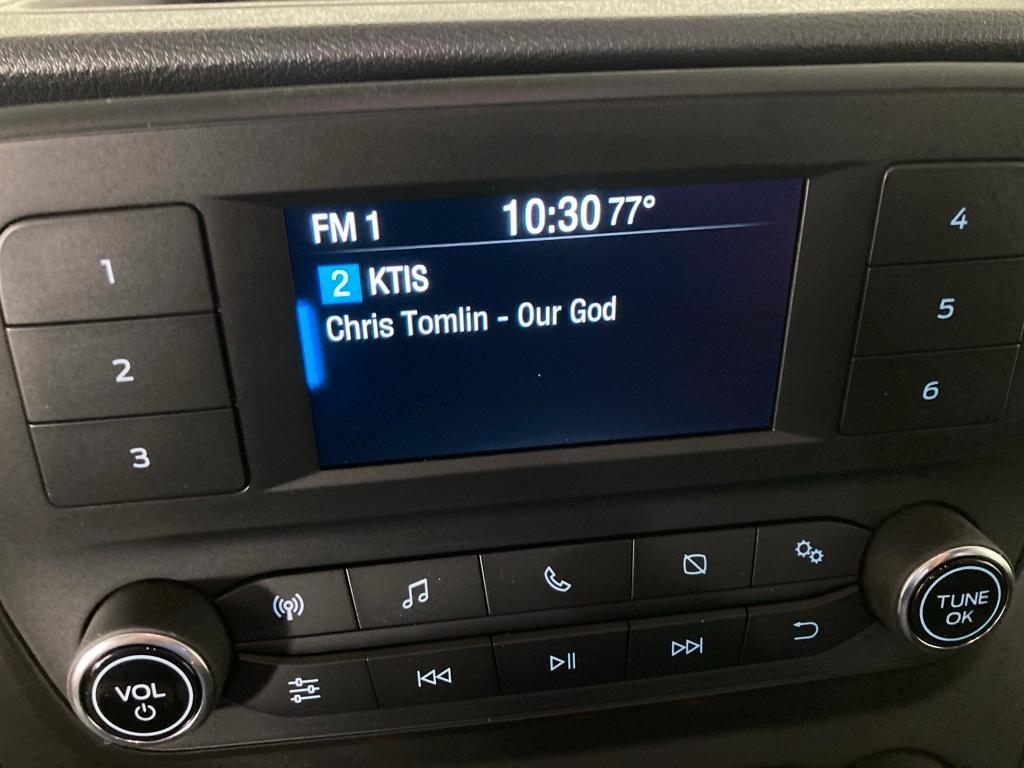 FM 1 10:30 77°
2 KTIS
Chris Tomlin - Our God
1
2
3
4
5
6
VOL
TUNE
OK